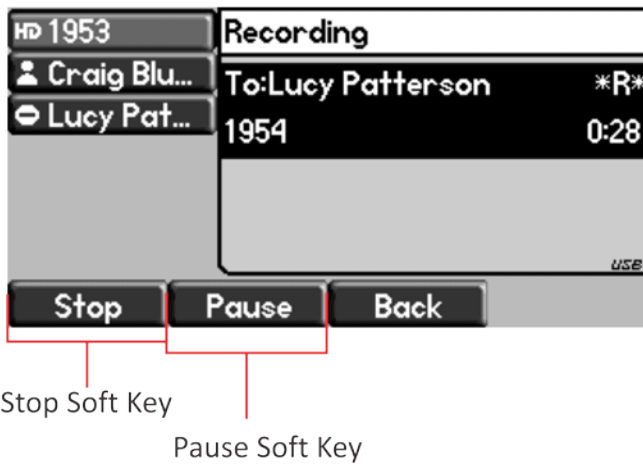 HD 1953
Craig Blu...
Lucy Pat...
Recording
To:Lucy Patterson *R*
1954 0:28
USB
Stop Pause Back
Stop Soft Key
Pause Soft Key